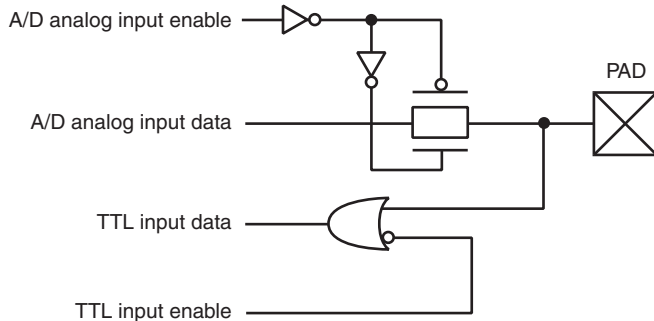 A/D analog input enable
PAD
A/D analog input data
TTL input data
TTL input enable